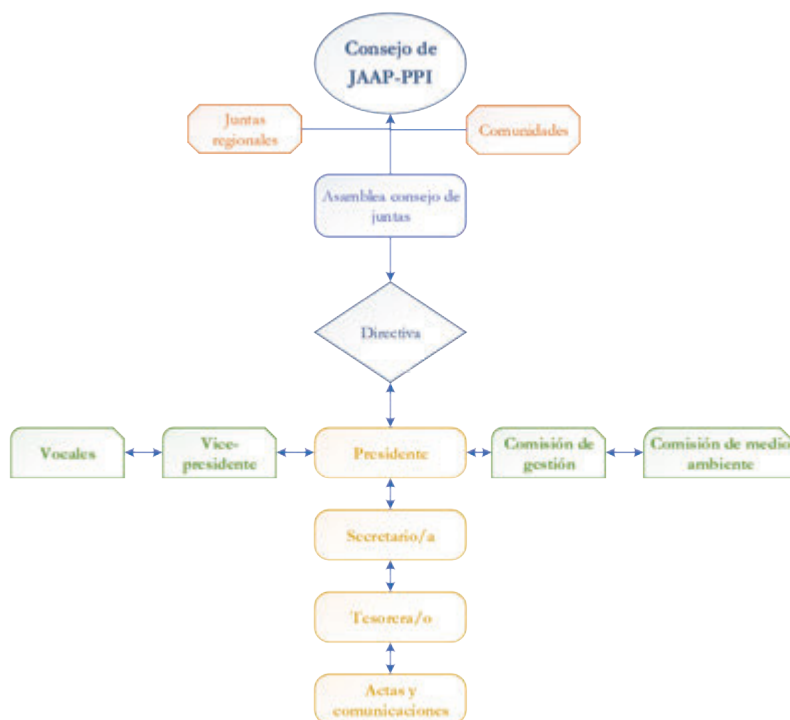 Consejo de
JAAP-PPI
Juntas
regionales
Comunidades
Asamblea consejo de
juntas
Directiva
Vocales
Vice-
presidente
Presidente
Comisión de
gestión
Comisión de medio
ambiente
Secretario/a
Tesorera/o
Actas y
comunicaciones